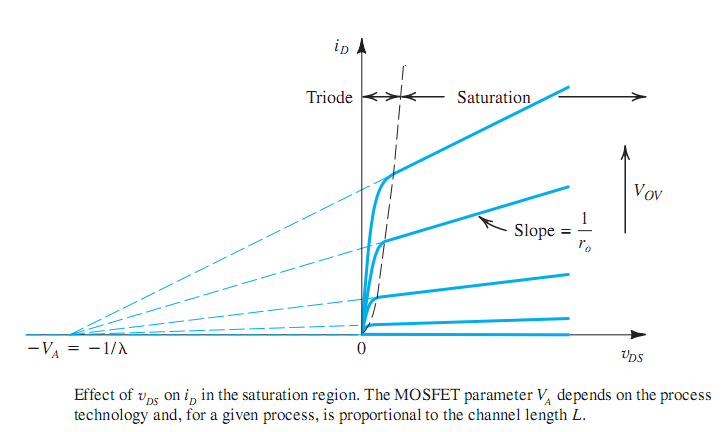 i_D
Triode
Saturation
V_OV
Slope = 1/r_o
−V_A = −1/λ
0
v_DS
Effect of v_DS on i_D in the saturation region. The MOSFET parameter V_A depends on the process
technology and, for a given process, is proportional to the channel length L.